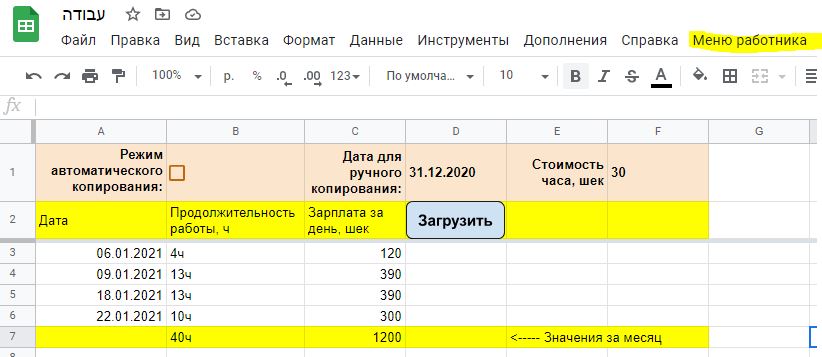 עבודה
Файл Правка Вид Вставка Формат Данные Инструменты Дополнения Справка Меню работника
100% р. % .0 .00 123 По умолча... 10 B I S A
fx
A B C D E F G
1 Режим автоматического копирования: Дата для ручного копирования: 31.12.2020 Стоимость часа, шек 30
2 Дата Продолжительность работы, ч Зарплата за день, шек Загрузить
3 06.01.2021 4ч 120
4 09.01.2021 13ч 390
5 18.01.2021 13ч 390
6 22.01.2021 10ч 300
7 40ч 1200 <----- Значения за месяц
8